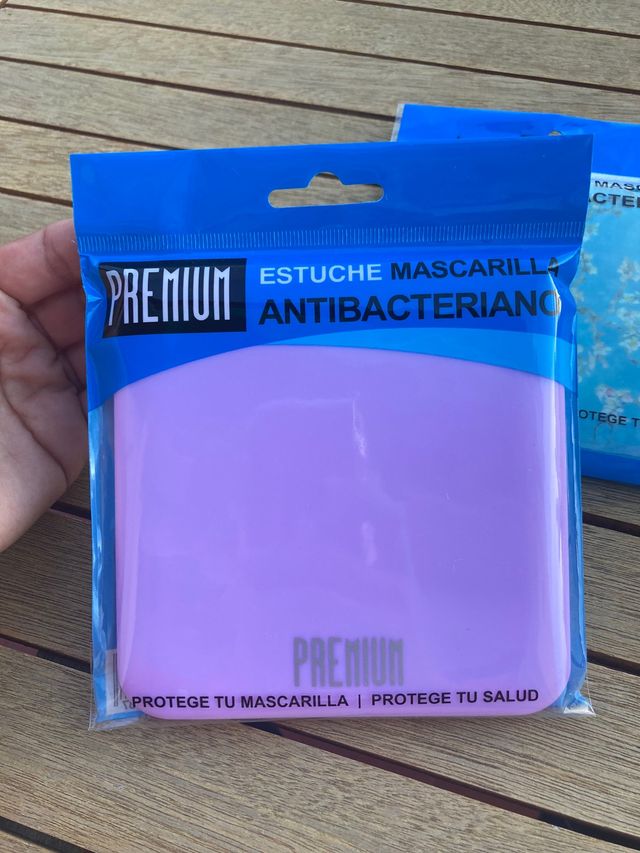 PREMIUM
ESTUCHE MASCARILLA
ANTIBACTERIANO
PREMIUM
PROTEGE TU MASCARILLA | PROTEGE TU SALUD